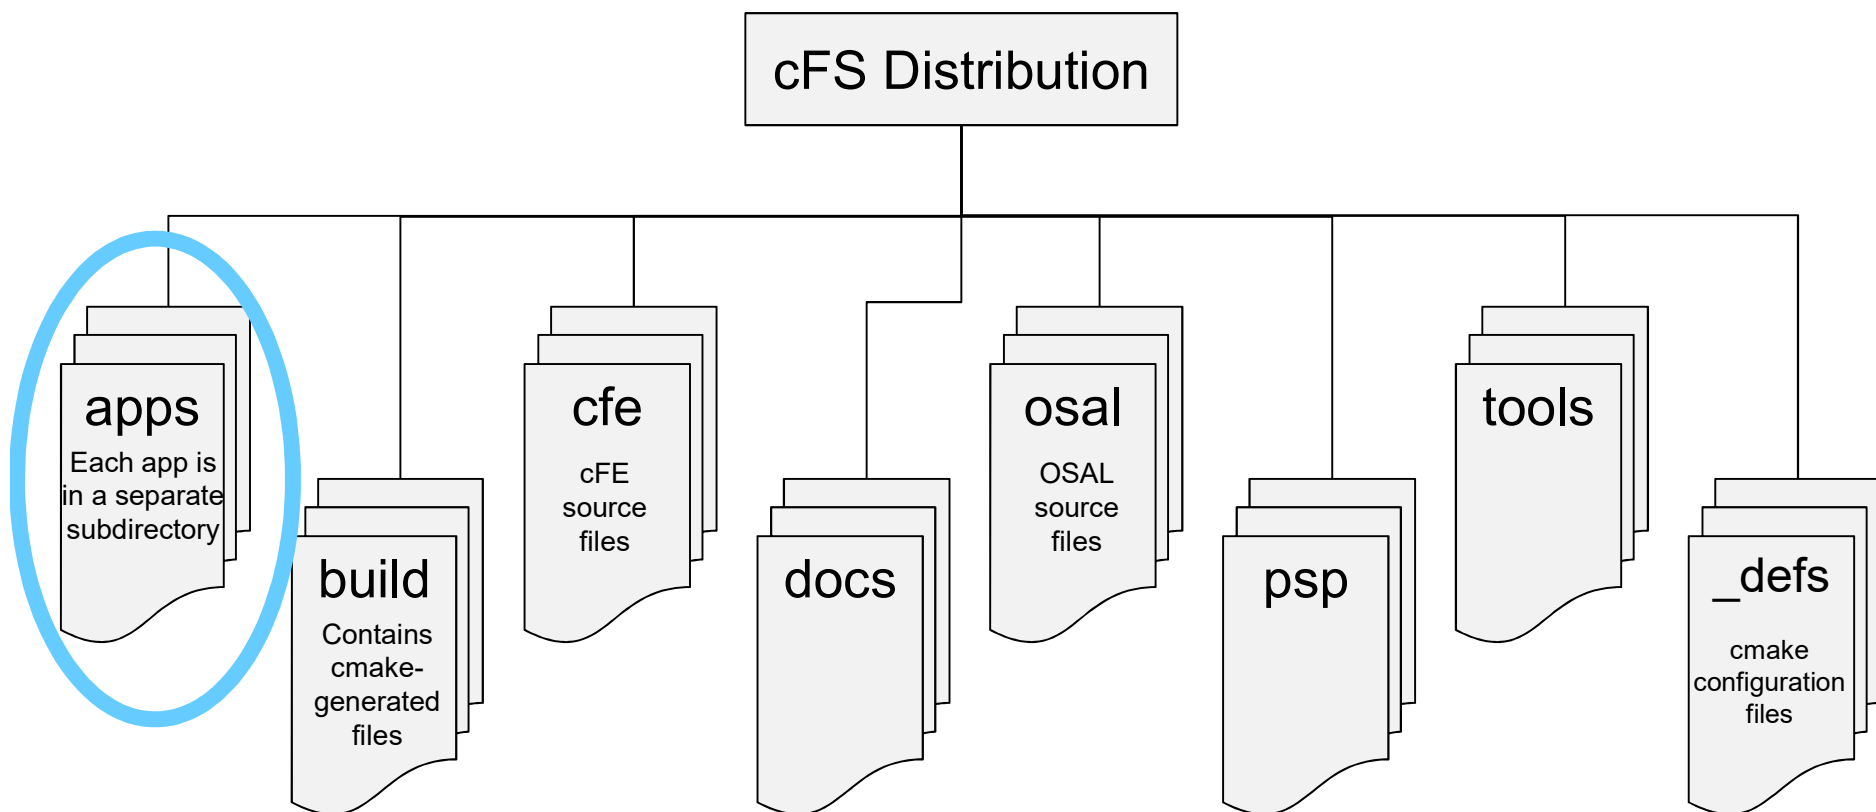 cFS Distribution
apps
Each app is
in a separate
subdirectory
build
Contains
cmake-
generated
files
cfe
cFE
source
files
docs
osal
OSAL
source
files
psp
tools
_defs
cmake
configuration
files